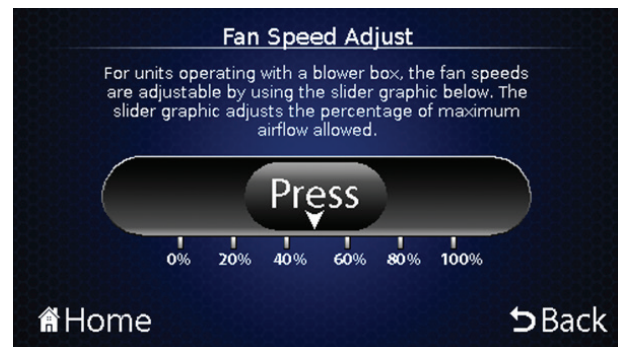 Fan Speed Adjust
For units operating with a blower box, the fan speeds
are adjustable by using the slider graphic below. The
slider graphic adjusts the percentage of maximum
airflow allowed.
Press
0% 20% 40% 60% 80% 100%
Home Back